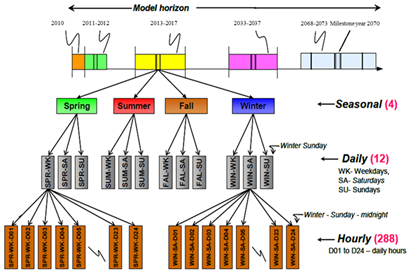 Model horizon
2010
2011-2012
2013-2017
2033-2037
2068-2073
Milestoneyear 2070
Spring
Summer
Fall
Winter
Seasonal (4)
Winter Sunday
SPR-WK
SPR-SA
SPR-SU
SUM-WK
SUM-SA
SUM-SU
FAL-WK
FAL-SA
FAL-SU
WIN-WK
WIN-SA
WIN-SU
Daily (12)
WK- Weekdays,
SA- Saturdays
SU- Sundays
Winter - Sunday - midnight
SPR-WK-D01
SPR-WK-D02
SPR-WK-D03
SPR-WK-D04
SPR-WK-D05
SPR-WK-D23
SPR-WK-D24
WIN-SA-D01
WIN-SA-D02
WIN-SA-D03
WIN-SA-D04
WIN-SA-D05
WIN-SA-D23
WIN-SA-D24
Hourly (288)
D01 to D24 – daily hours